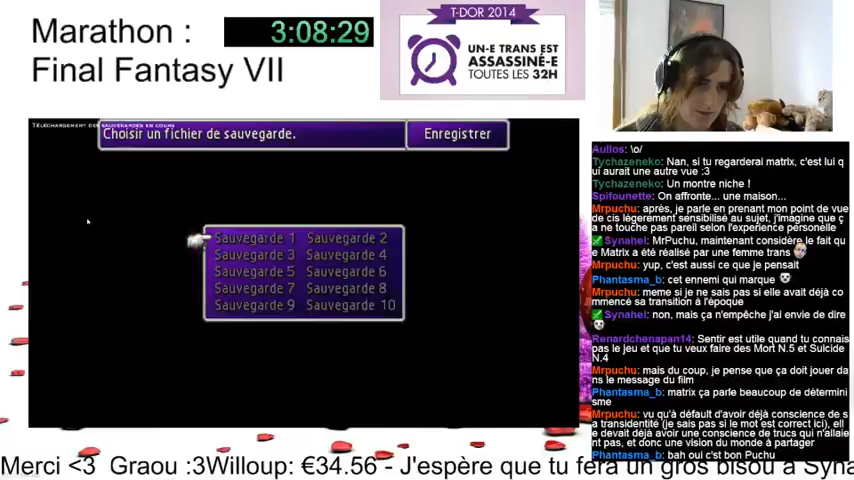 Marathon :
Final Fantasy VII
3:08:29
T-DOR 2014
UN-E TRANS EST
ASSASSINÉ-E
TOUTES LES 32H
TÉLÉCHARGEMENT DES SAUVEGARDES EN COURS
Choisir un fichier de sauvegarde.
Enregistrer
Sauvegarde 1 Sauvegarde 2
Sauvegarde 3 Sauvegarde 4
Sauvegarde 5 Sauvegarde 6
Sauvegarde 7 Sauvegarde 8
Sauvegarde 9 Sauvegarde 10
Aullos: \o/
Tychazeneko: Nan, si tu regarderai matrix, c'est lui q
ui aurait une autre vue :3
Tychazeneko: Un montre niche !
Spifounette: On affronte... une maison...
Mrpuchu: après, je parle en prenant mon point de vue
de cis légèrement sensibilisé au sujet, j'imagine que ç
a ne touche pas pareil selon l'experience personelle
Synahel: MrPuchu, maintenant considère le fait qu
e Matrix a été réalisé par une femme trans
Mrpuchu: yup, c'est aussi ce que je pensait
Phantasma_b: cet ennemi qui marque
Mrpuchu: meme si je ne sais pas si elle avait déjà co
mmencé sa transition à l'époque
Synahel: non, mais ça n'empêche j'ai envie de dire
Renardchenapan14: Sentir est utile quand tu connais
pas le jeu et que tu veux faire des Mort N.5 et Suicide
N.4
Mrpuchu: mais du coup, je pense que ça doit jouer da
ns le message du film
Phantasma_b: matrix ça parle beaucoup de détermini
sme
Mrpuchu: vu qu'à défault d'avoir déjà conscience de s
a transidentité (je sais pas si le mot est correct ici), ell
e devait déjà avoir une conscience de trucs qui n'allaie
nt pas, et donc une vision du monde à partager
Phantasma_b: bah oui c'est bon Puchu
Merci <3 Graou :3Willoup: €34.56 - J'espère que tu fera un gros bisou a Syna